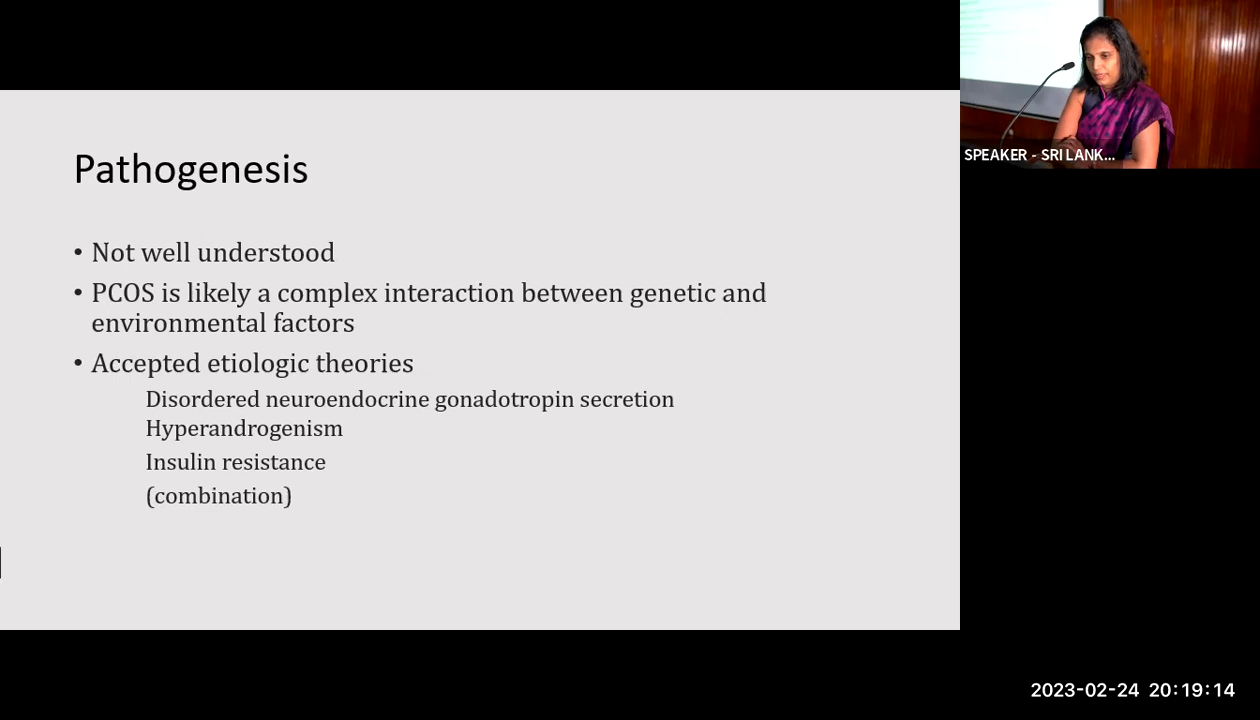 Pathogenesis
• Not well understood
• PCOS is likely a complex interaction between genetic and
environmental factors
• Accepted etiologic theories
Disordered neuroendocrine gonadotropin secretion
Hyperandrogenism
Insulin resistance
(combination)
SPEAKER - SRI LANK...
2023-02-24 20:19:14